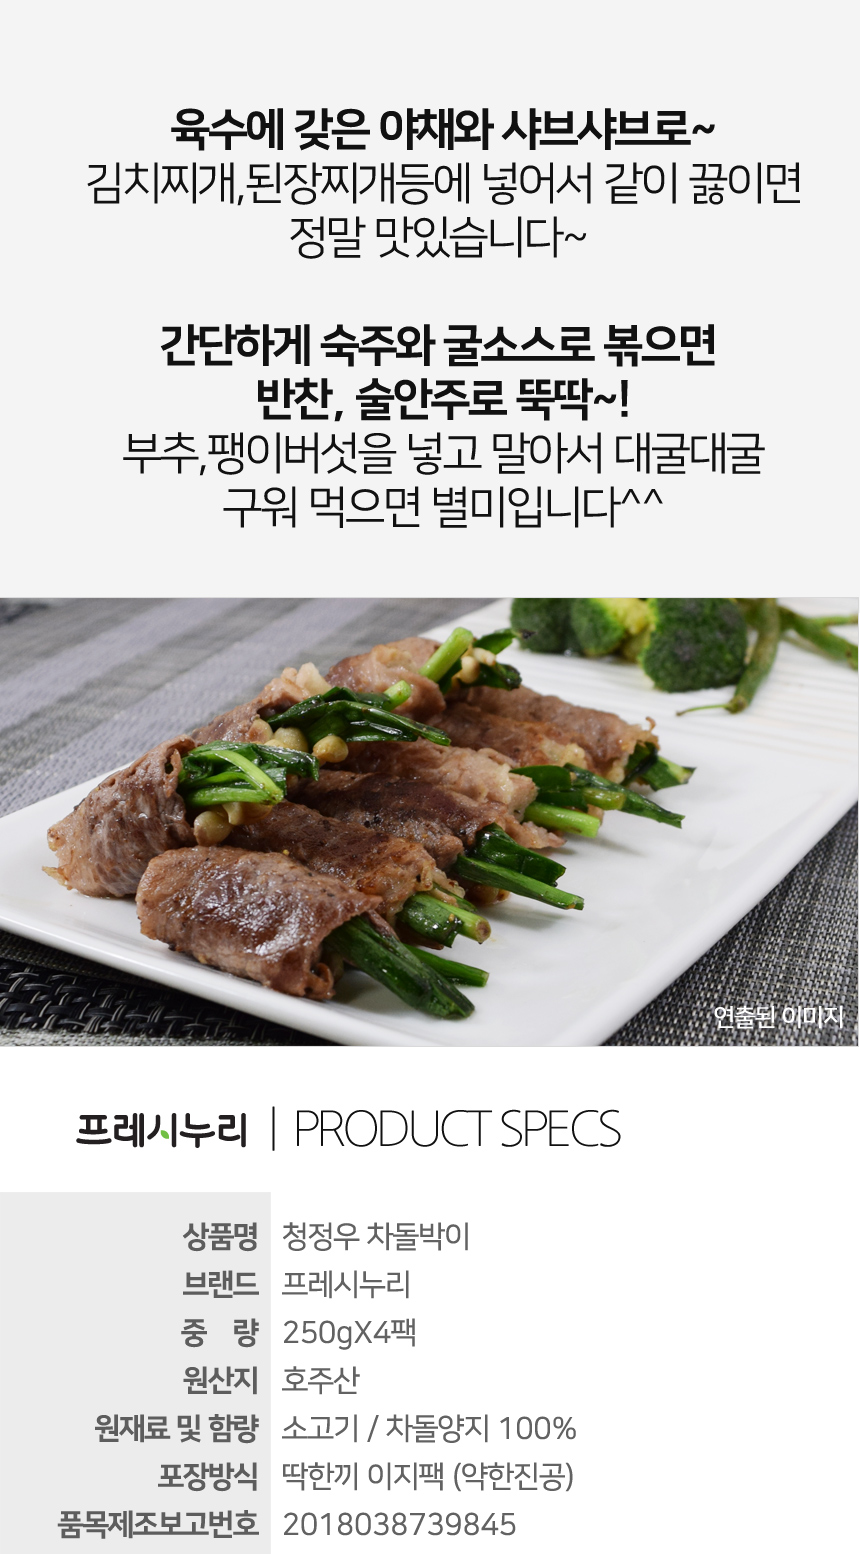 육수에 갖은 야채와 샤브샤브로~
김치찌개,된장찌개등에 넣어서 같이 끓이면
정말 맛있습니다~
간단하게 숙주와 굴소스로 볶으면
반찬, 술안주로 뚝딱~!
부추,팽이버섯을 넣고 말아서 대굴대굴
구워 먹으면 별미입니다^^
연출된 이미지
프레시누리 | PRODUCT SPECS
상품명 청정우 차돌박이
브랜드 프레시누리
중 량 250gX4팩
원산지 호주산
원재료 및 함량 소고기 / 차돌양지 100%
포장방식 딱한끼 이지팩 (약한진공)
품목제조보고번호 2018038739845